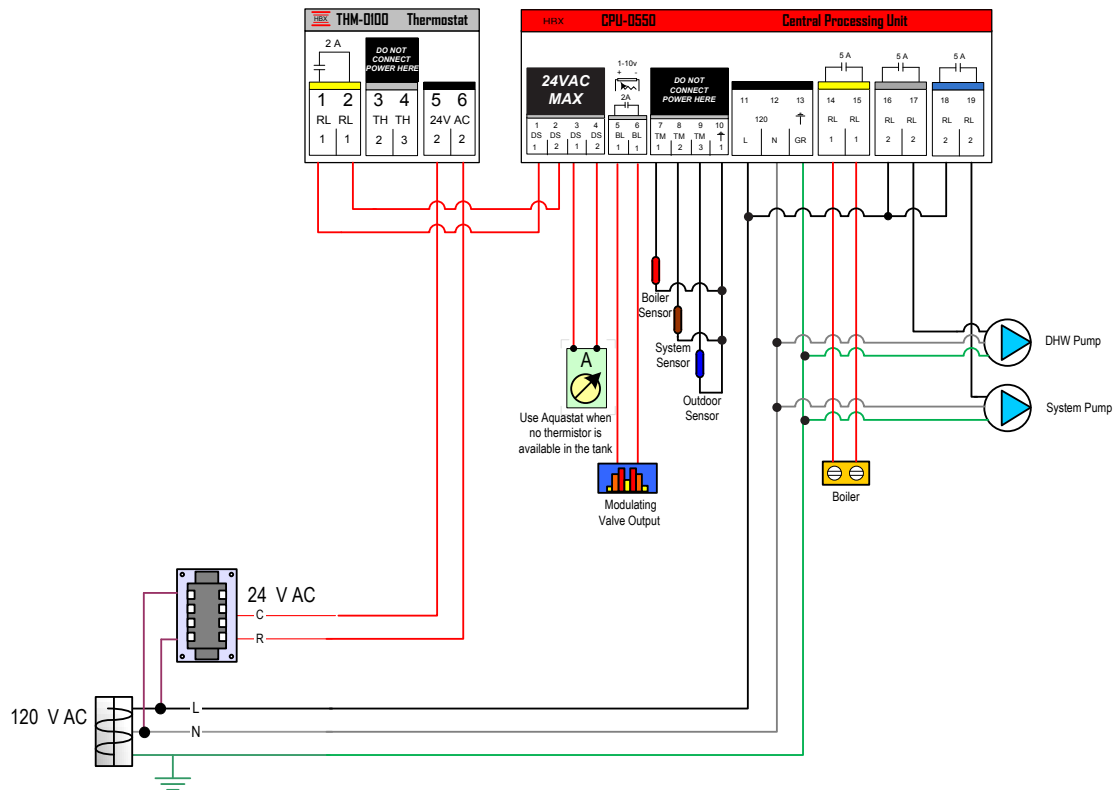 HBX THM-0100 Thermostat
2 A
DO NOT
CONNECT
POWER HERE
1 2 3 4 5 6
RL RL TH TH 24V AC
1 1 2 3 2 2
HBX CPU-0550 Central Processing Unit
24VAC
MAX
1-10v
+ -
2A
DO NOT
CONNECT
POWER HERE
5 A 5 A 5 A
1 2 3 4 5 6 7 8 9 10 11 12 13 14 15 16 17 18 19
DS DS DS DS BL BL TM TM TM 120 RL RL RL RL RL RL
1 2 1 2 1 1 1 2 3 1 L N GR 1 1 2 2 2 2
Boiler
Sensor
System
Sensor
Outdoor
Sensor
DHW Pump
System Pump
A
Use Aquastat when
no thermistor is
available in the tank
Modulating
Valve Output
Boiler
24 V AC
C
R
120 V AC
L
N